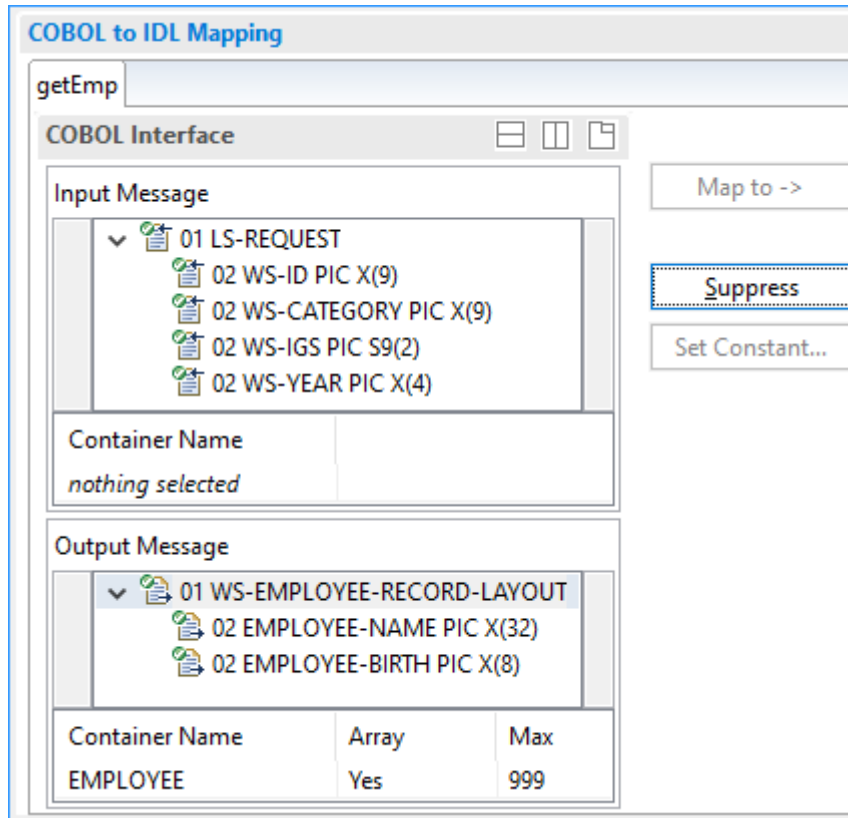 COBOL to IDL Mapping
getEmp
COBOL Interface
Input Message
01 LS-REQUEST
02 WS-ID PIC X(9)
02 WS-CATEGORY PIC X(9)
02 WS-IGS PIC S9(2)
02 WS-YEAR PIC X(4)
Container Name
nothing selected
Output Message
01 WS-EMPLOYEE-RECORD-LAYOUT
02 EMPLOYEE-NAME PIC X(32)
02 EMPLOYEE-BIRTH PIC X(8)
Container Name Array Max
EMPLOYEE Yes 999
Map to ->
Suppress
Set Constant...